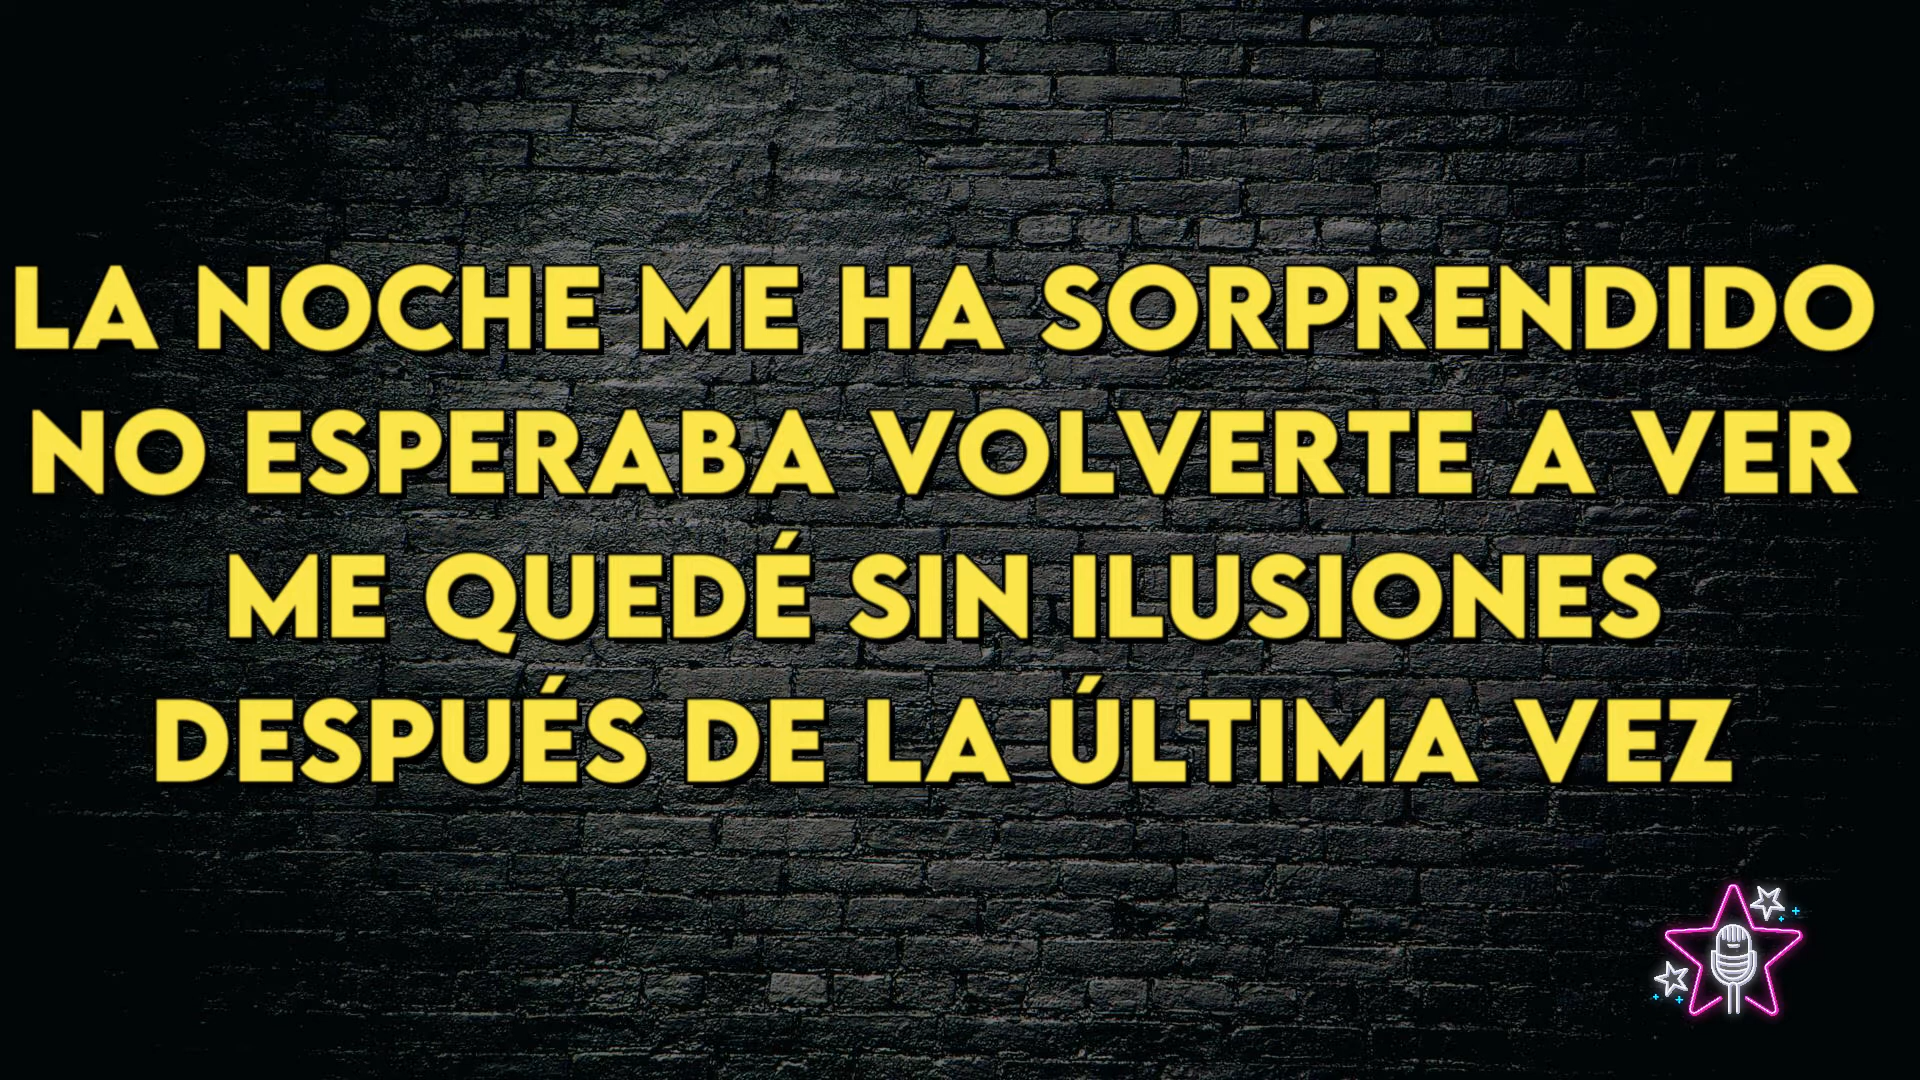 LA NOCHE ME HA SORPRENDIDO
NO ESPERABA VOLVERTE A VER
ME QUEDÉ SIN ILUSIONES
DESPUÉS DE LA ÚLTIMA VEZ